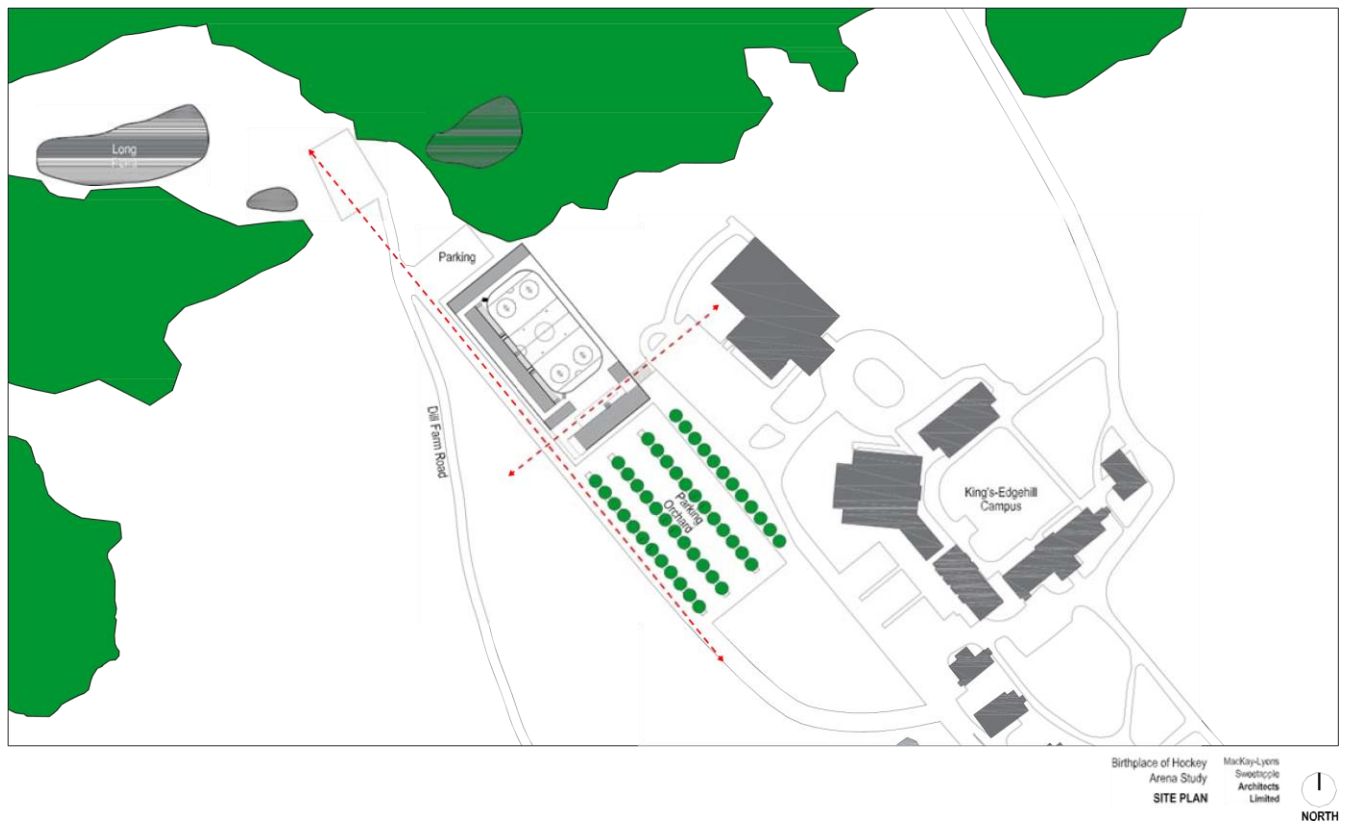 Long
Parking
Dill Farm Road
Parking
Orchard
King's-Edgehill
Campus
Birthplace of Hockey
Arena Study
SITE PLAN
MacKay-Lyons
Sweetapple
Architects
Limited
NORTH